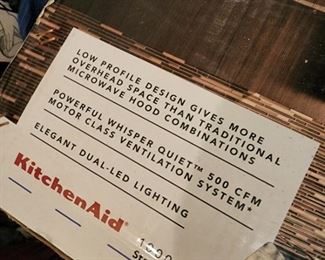 LOW PROFILE DESIGN GIVES MORE
OVERHEAD SPACE THAN TRADITIONAL
MICROWAVE HOOD COMBINATIONS
POWERFUL WHISPER QUIET™ 500 CFM
MOTOR CLASS VENTILATION SYSTEM*
ELEGANT DUAL-LED LIGHTING
KitchenAid®